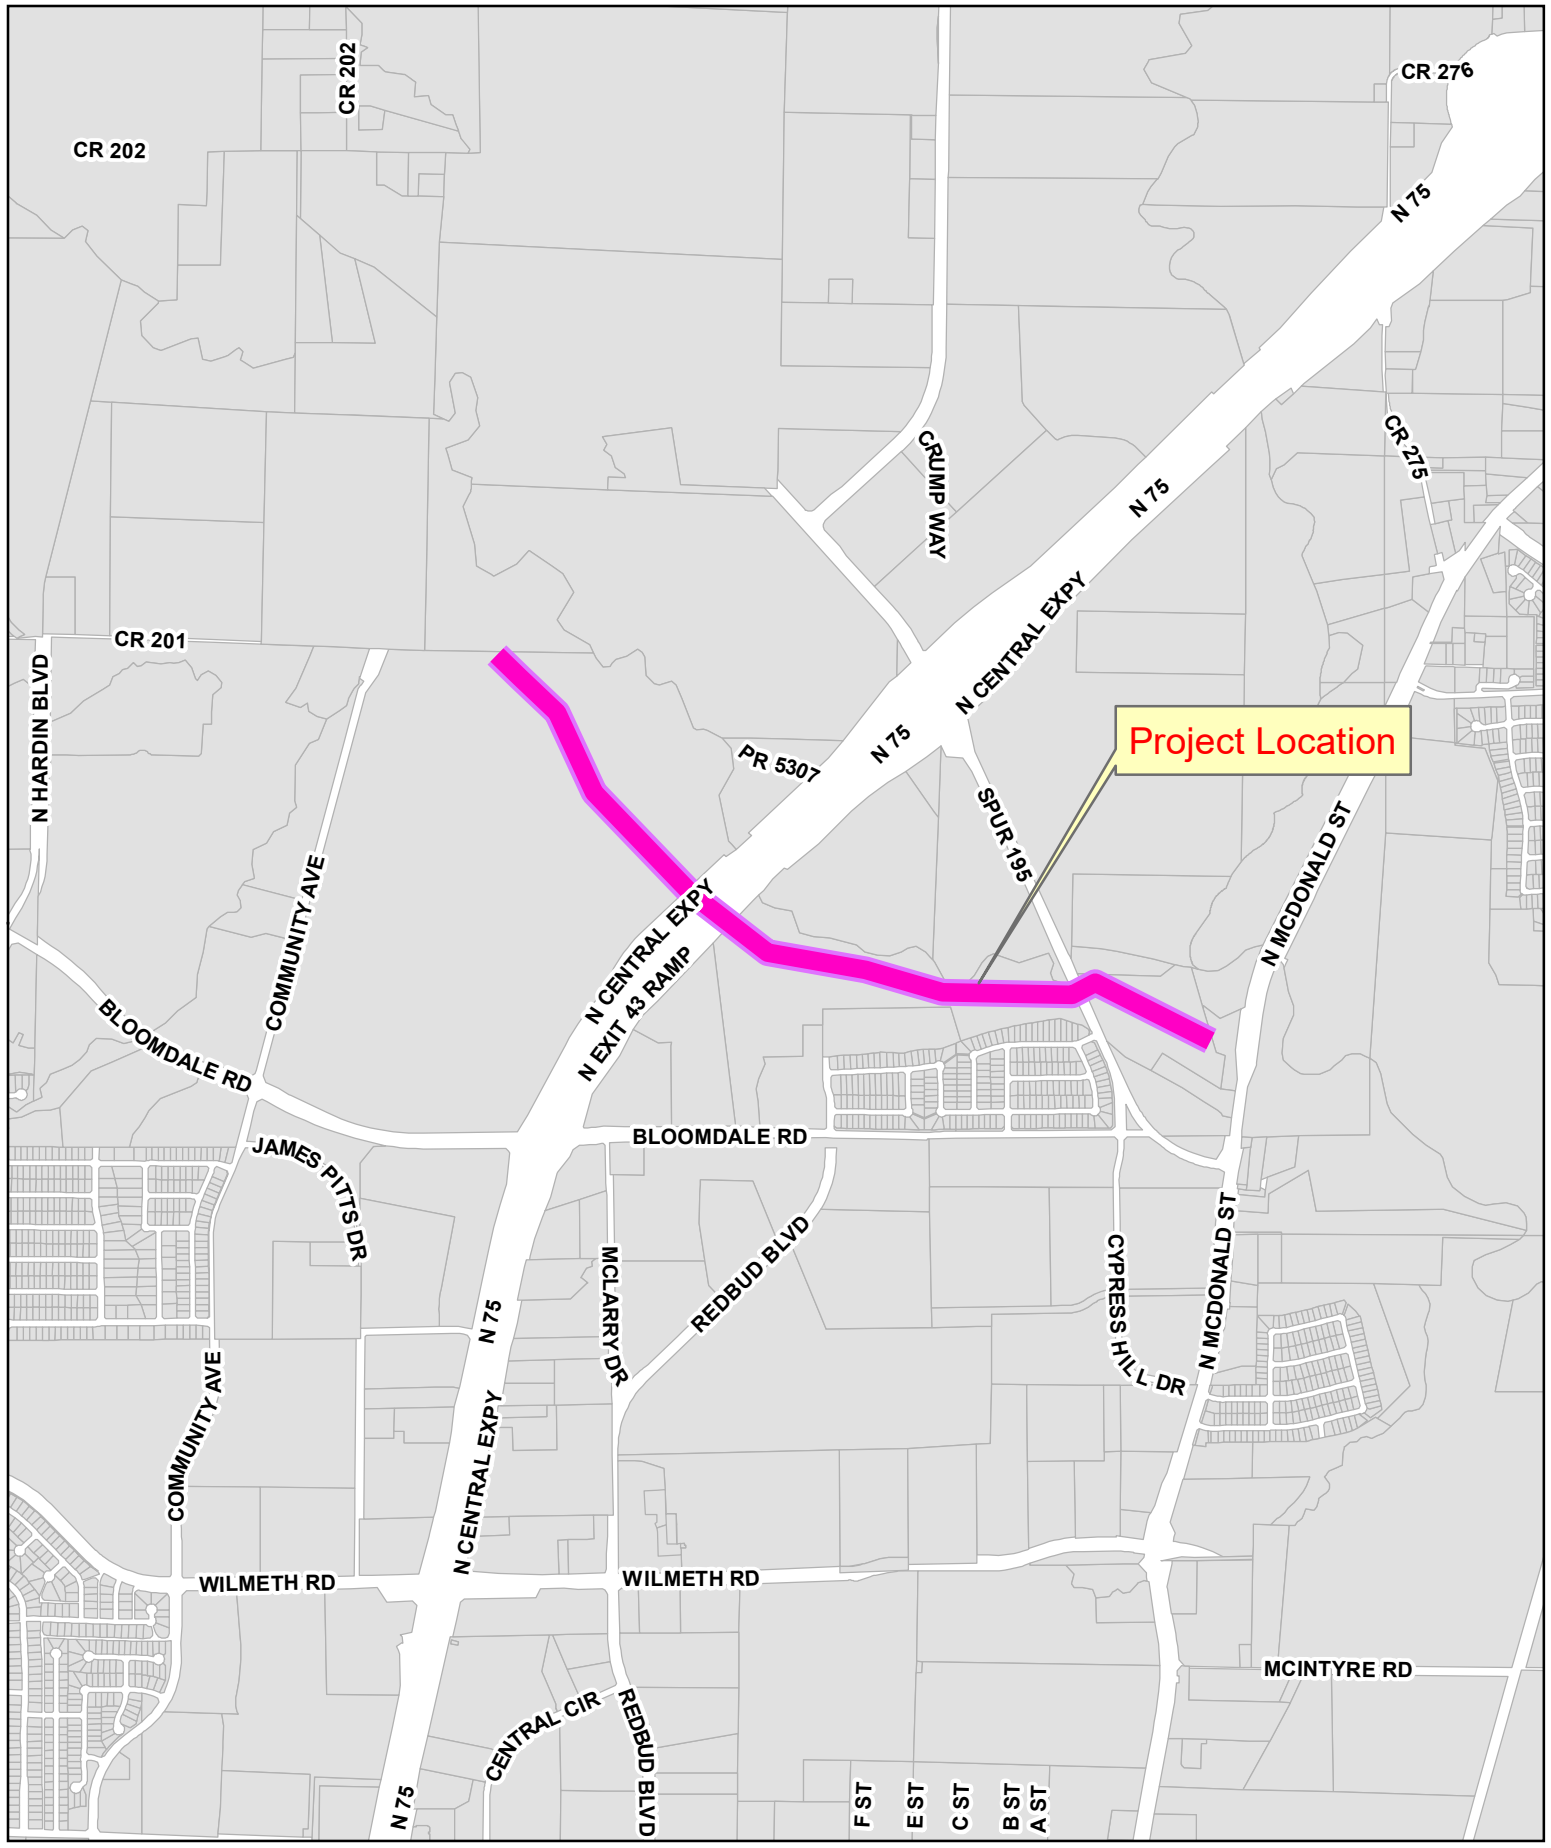 CR 276
CR 202
CR 202
N 75
CRUMP WAY
CR 275
N 75
N CENTRAL EXPY
CR 201
N HARDIN BLVD
Project Location
N 75
PR 5307
SPUR 195
N MCDONALD ST
COMMUNITY AVE
N CENTRAL EXPY
N EXIT 43 RAMP
BLOOMDALE RD
BLOOMDALE RD
JAMES PITTS DR
REDBUD BLVD
MCLARRY DR
CYPRESS HILL DR
N MCDONALD ST
N 75
COMMUNITY AVE
N CENTRAL EXPY
WILMETH RD
WILMETH RD
MCINTYRE RD
CENTRAL CIR
REDBUD BLVD
N 75
F ST
E ST
C ST
B ST
A ST